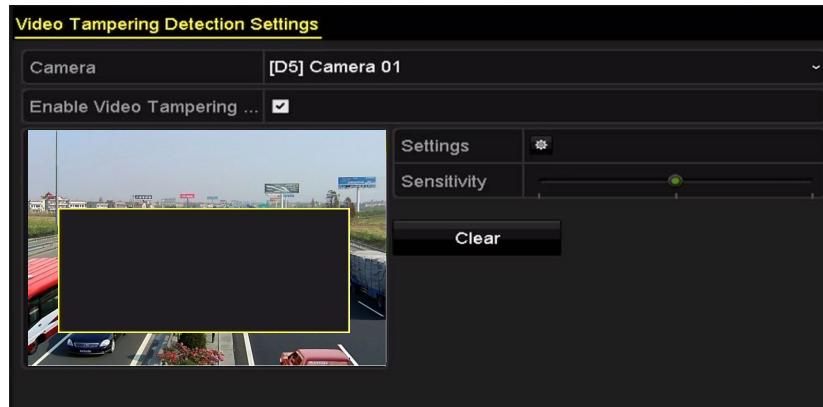 Video Tampering Detection Settings
Camera
[D5] Camera 01
Enable Video Tampering ...
Settings
Sensitivity
Clear